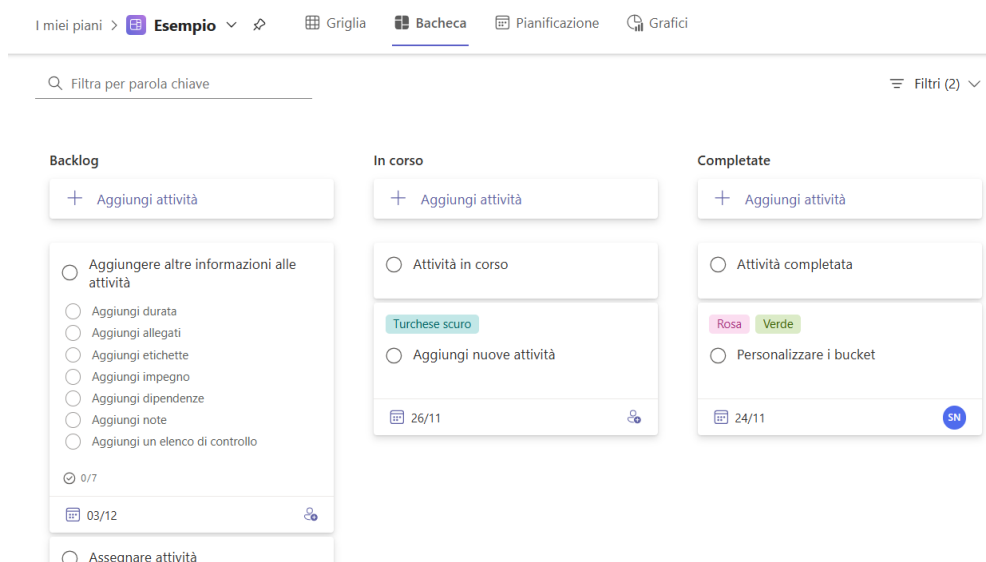 I miei piani > Esempio
Griglia
Bacheca
Pianificazione
Grafici
Filtra per parola chiave
Filtri (2)
Backlog
Aggiungi attività
Aggiungere altre informazioni alle
attività
Aggiungi durata
Aggiungi allegati
Aggiungi etichette
Aggiungi impegno
Aggiungi dipendenze
Aggiungi note
Aggiungi un elenco di controllo
0/7
03/12
Assegnare attività
In corso
Aggiungi attività
Attività in corso
Turchese scuro
Aggiungi nuove attività
26/11
Completate
Aggiungi attività
Attività completata
Rosa Verde
Personalizzare i bucket
24/11
SN